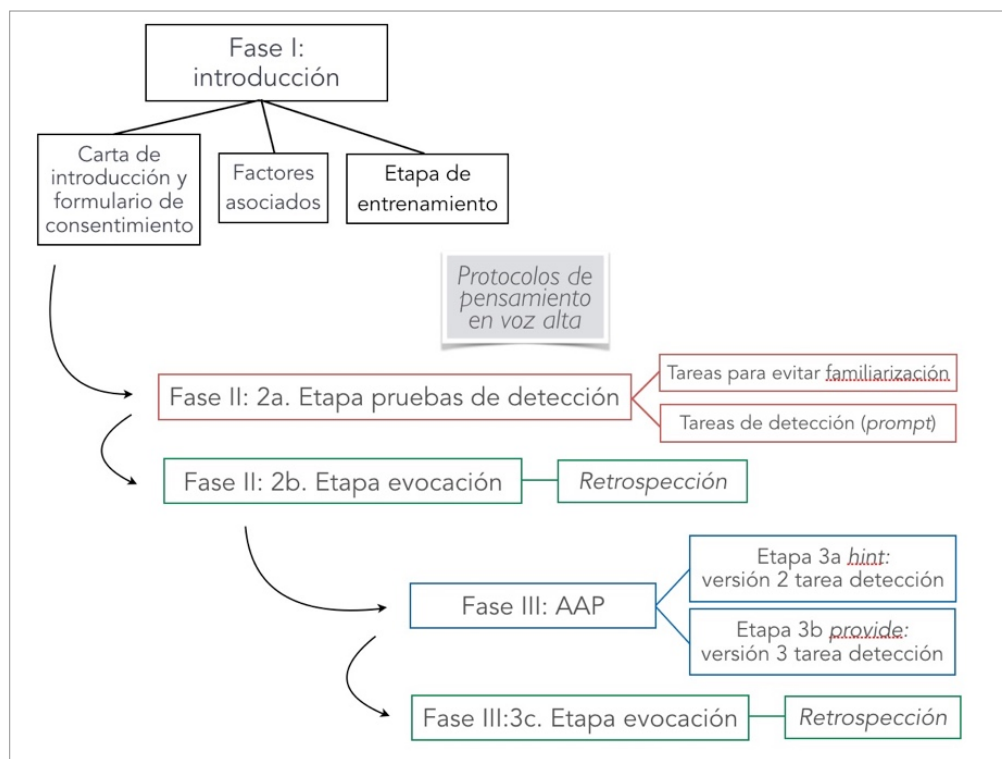 Fase I:
introducción
Carta de
introducción y
formulario de
consentimiento
Factores
asociados
Etapa de
entrenamiento
Protocolos de
pensamiento
en voz alta
Fase II: 2a. Etapa pruebas de detección
Tareas para evitar familiarización
Tareas de detección (prompt)
Fase II: 2b. Etapa evocación
Retrospección
Fase III: AAP
Etapa 3a hint:
versión 2 tarea detección
Etapa 3b provide:
versión 3 tarea detección
Fase III:3c. Etapa evocación
Retrospección